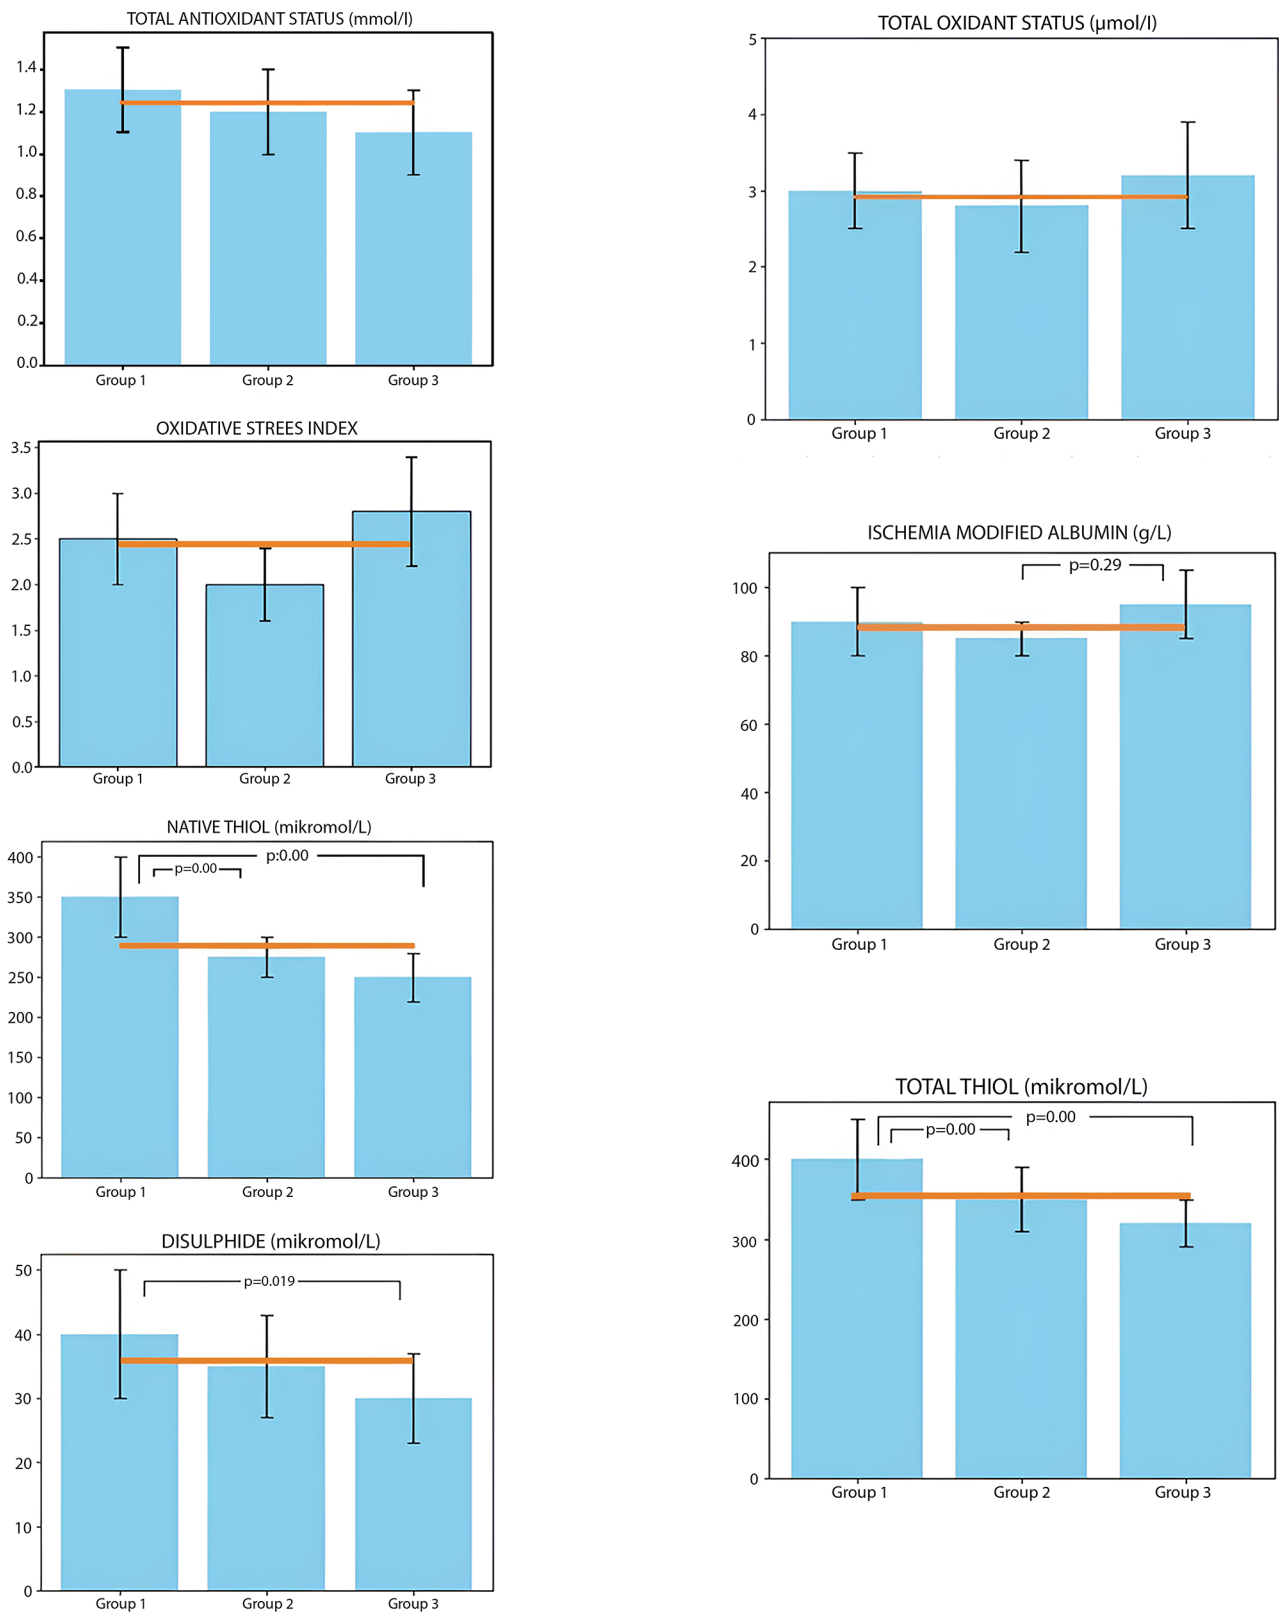 TOTAL ANTIOXIDANT STATUS (mmol/l)
1.4
1.2
1.0
0.8
0.6
0.4
0.2
0.0
Group 1 Group 2 Group 3
TOTAL OXIDANT STATUS (µmol/l)
5
4
3
2
1
0
Group 1 Group 2 Group 3
OXIDATIVE STREES INDEX
3.5
3.0
2.5
2.0
1.5
1.0
0.5
0.0
Group 1 Group 2 Group 3
ISCHEMIA MODIFIED ALBUMIN (g/L)
p=0.29
100
80
60
40
20
0
Group 1 Group 2 Group 3
NATIVE THIOL (mikromol/L)
p:0.00
p=0.00
400
350
300
250
200
150
100
50
0
Group 1 Group 2 Group 3
TOTAL THIOL (mikromol/L)
p=0.00
p=0.00
400
300
200
100
0
Group 1 Group 2 Group 3
DISULPHIDE (mikromol/L)
p=0.019
50
40
30
20
10
0
Group 1 Group 2 Group 3